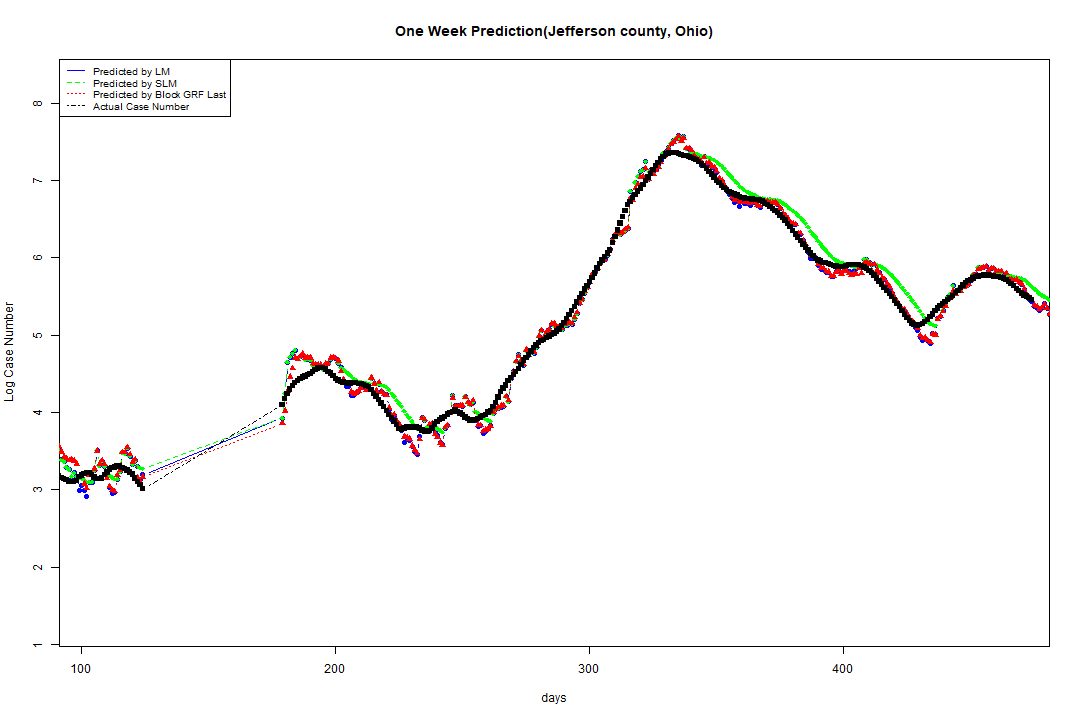 One Week Prediction(Jefferson county, Ohio)
Predicted by LM
Predicted by SLM
Predicted by Block GRF Last
Actual Case Number
8
7
6
5
4
3
2
1
Log Case Number
100 200 300 400
days